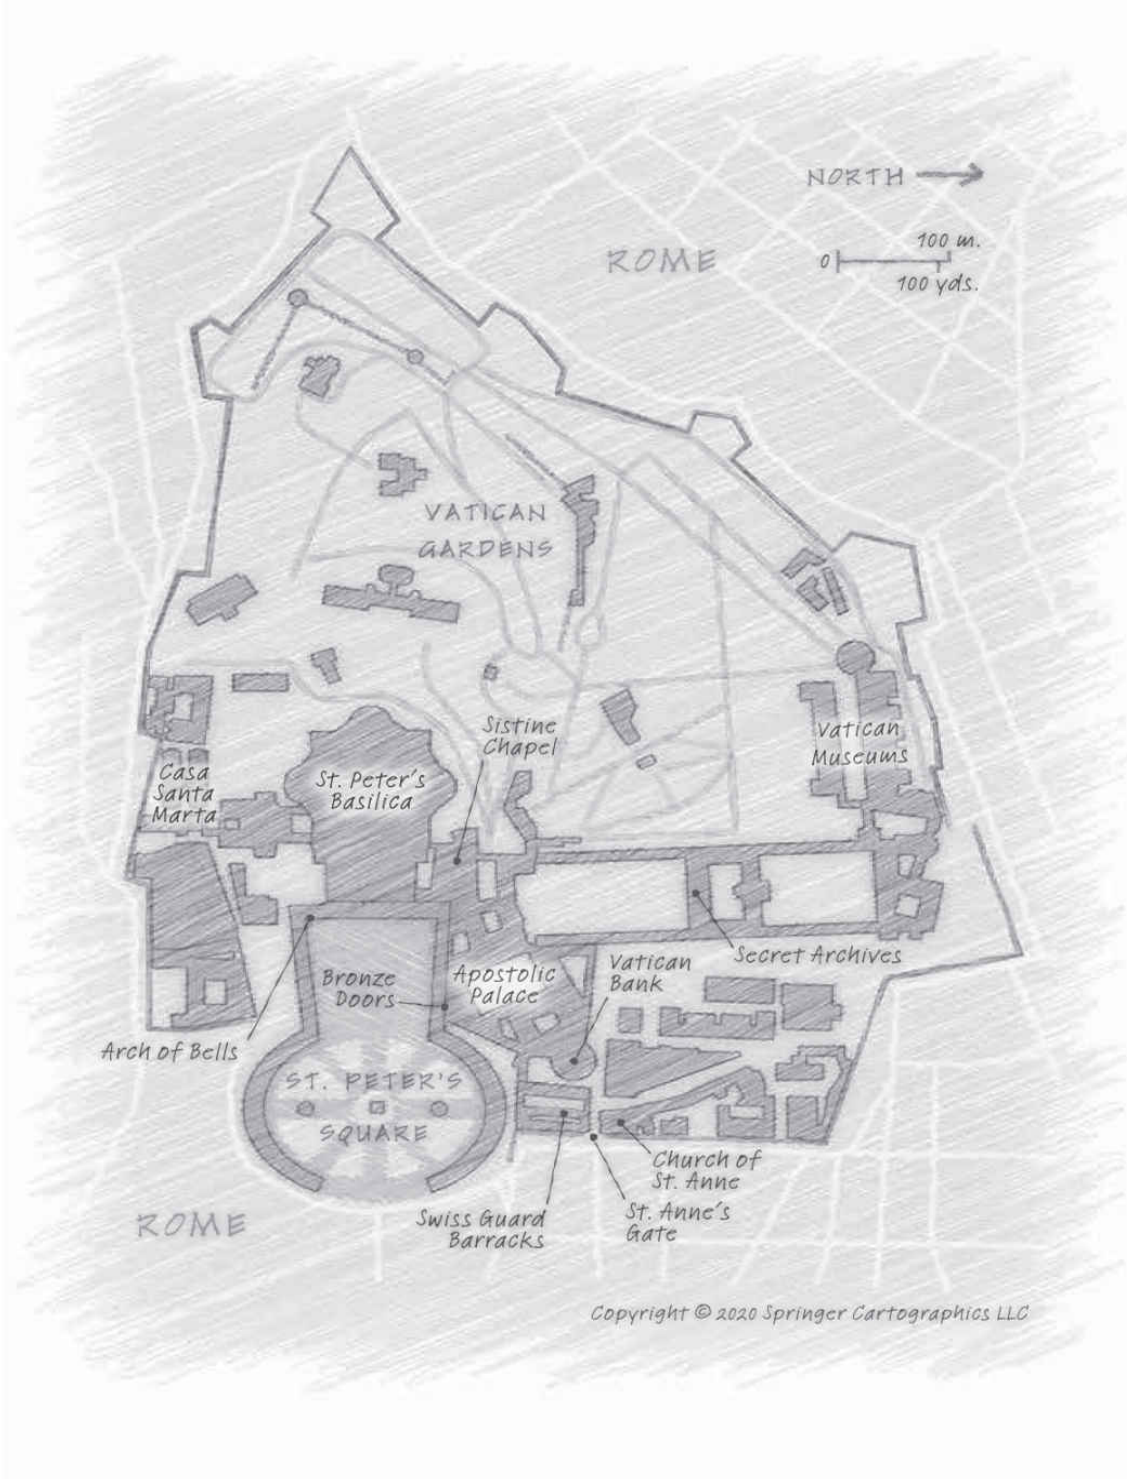 NORTH
ROME
0
100 m.
100 yds.
VATICAN
GARDENS
Sistine
Chapel
Vatican
Museums
Casa
Santa
Marta
St. Peter's
Basilica
Secret Archives
Vatican
Bank
Bronze
Doors
Apostolic
Palace
Arch of Bells
ST. PETER'S
SQUARE
Church of
St. Anne
St. Anne's
Gate
Swiss Guard
Barracks
ROME
Copyright © 2020 Springer Cartographics LLC